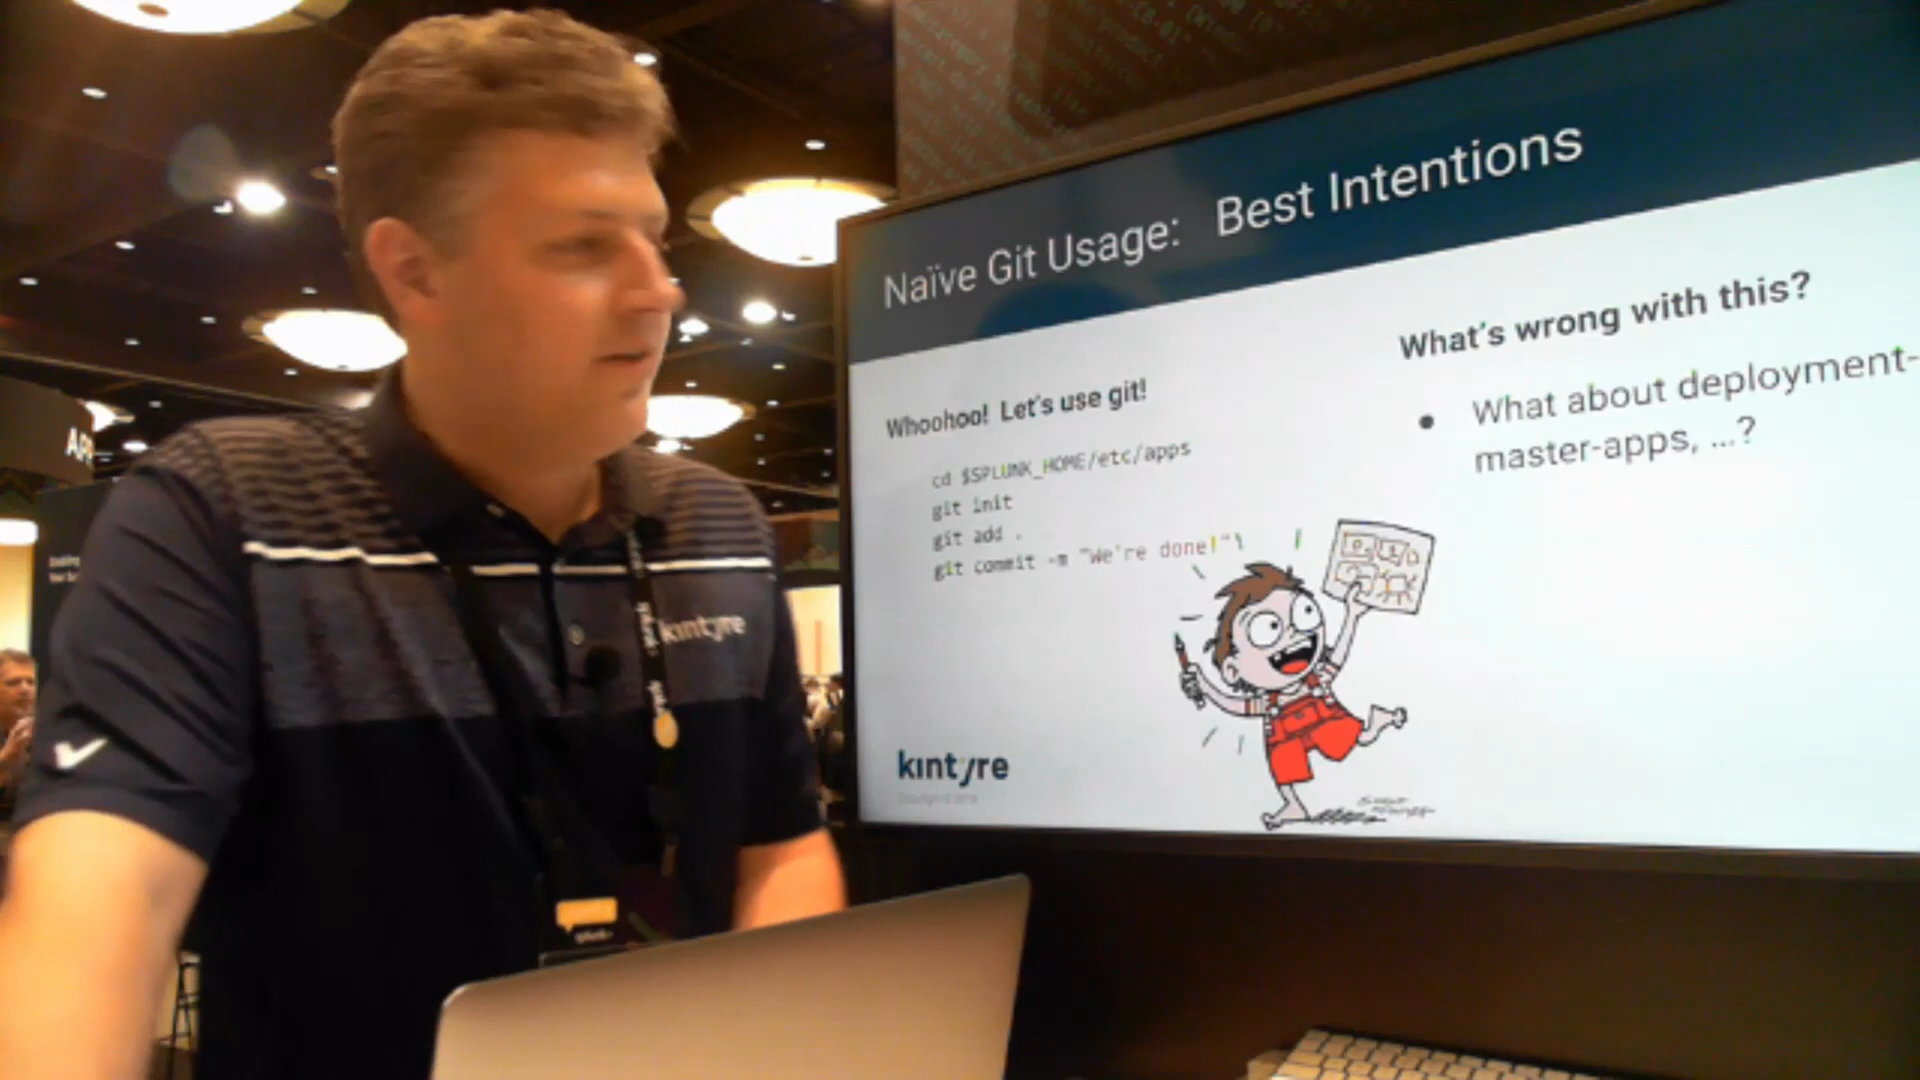 Naïve Git Usage: Best Intentions
Whoohoo! Let's use git!
cd $SPLUNK_HOME/etc/apps
git init
git add .
git commit -m "We're done!"
What's wrong with this?
• What about deployment-
master-apps, ...?
kintyre
kintyre